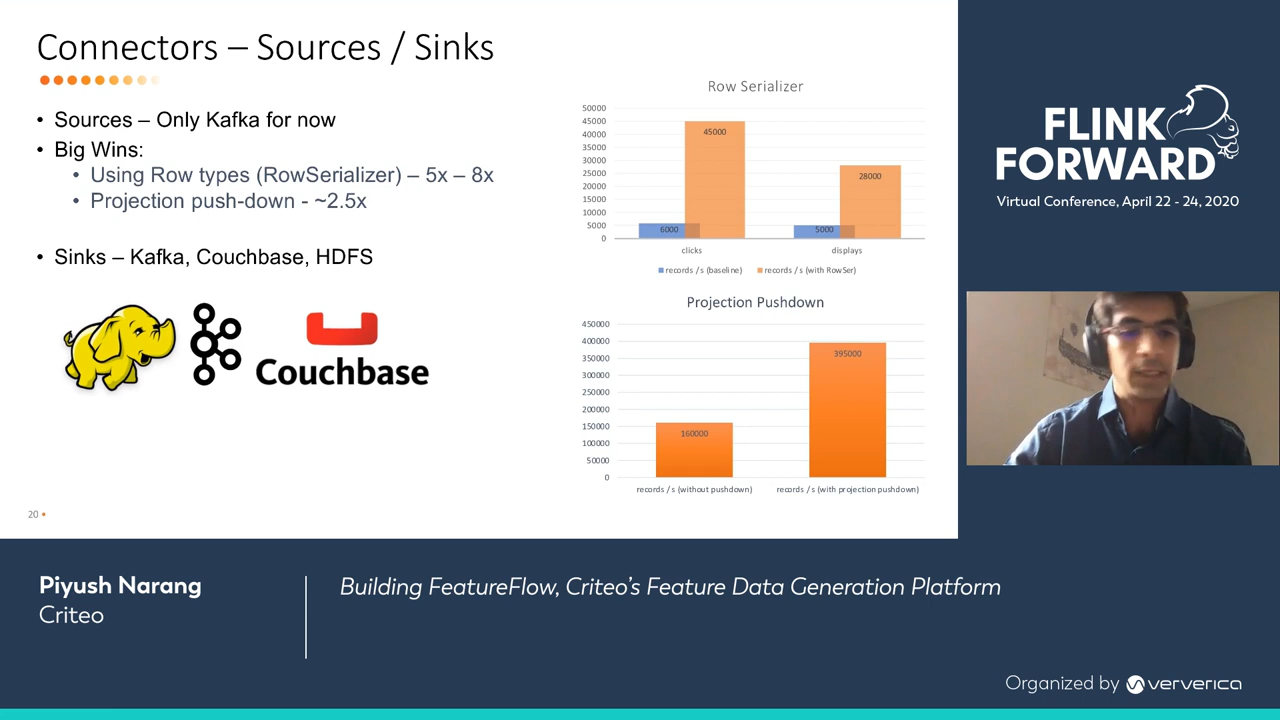 Connectors – Sources / Sinks
• Sources – Only Kafka for now
• Big Wins:
• Using Row types (RowSerializer) – 5x – 8x
• Projection push-down - ~2.5x
• Sinks – Kafka, Couchbase, HDFS
Couchbase
20
Row Serializer
50000
45000
40000
35000
30000
25000
20000
15000
10000
5000
0
6000
45000
5000
28000
clicks
displays
records / s (baseline)
records / s (with RowSer)
Projection Pushdown
450000
400000
350000
300000
250000
200000
150000
100000
50000
0
160000
395000
records / s (without pushdown)
records / s (with projection pushdown)
FLINK
FORWARD
Virtual Conference, April 22 - 24, 2020
Piyush Narang
Criteo
Building FeatureFlow, Criteo's Feature Data Generation Platform
Organized by ververica